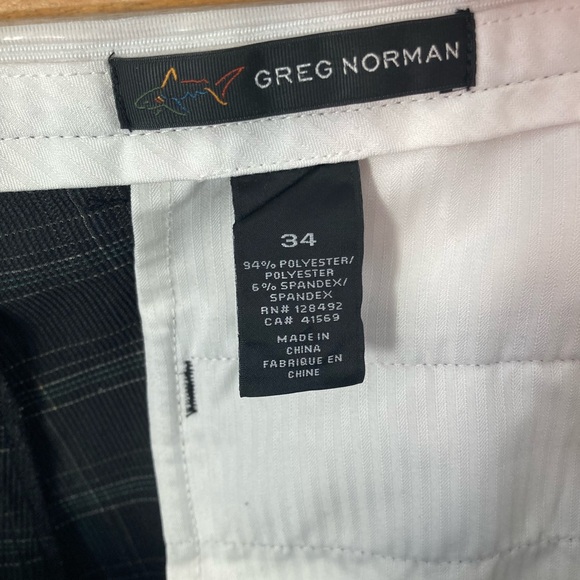 GREG NORMAN
34
94% POLYESTER/
POLYESTER
6% SPANDEX/
SPANDEX
RN# 128492
CA# 41569
MADE IN
CHINA
FABRIQUE EN
CHINE